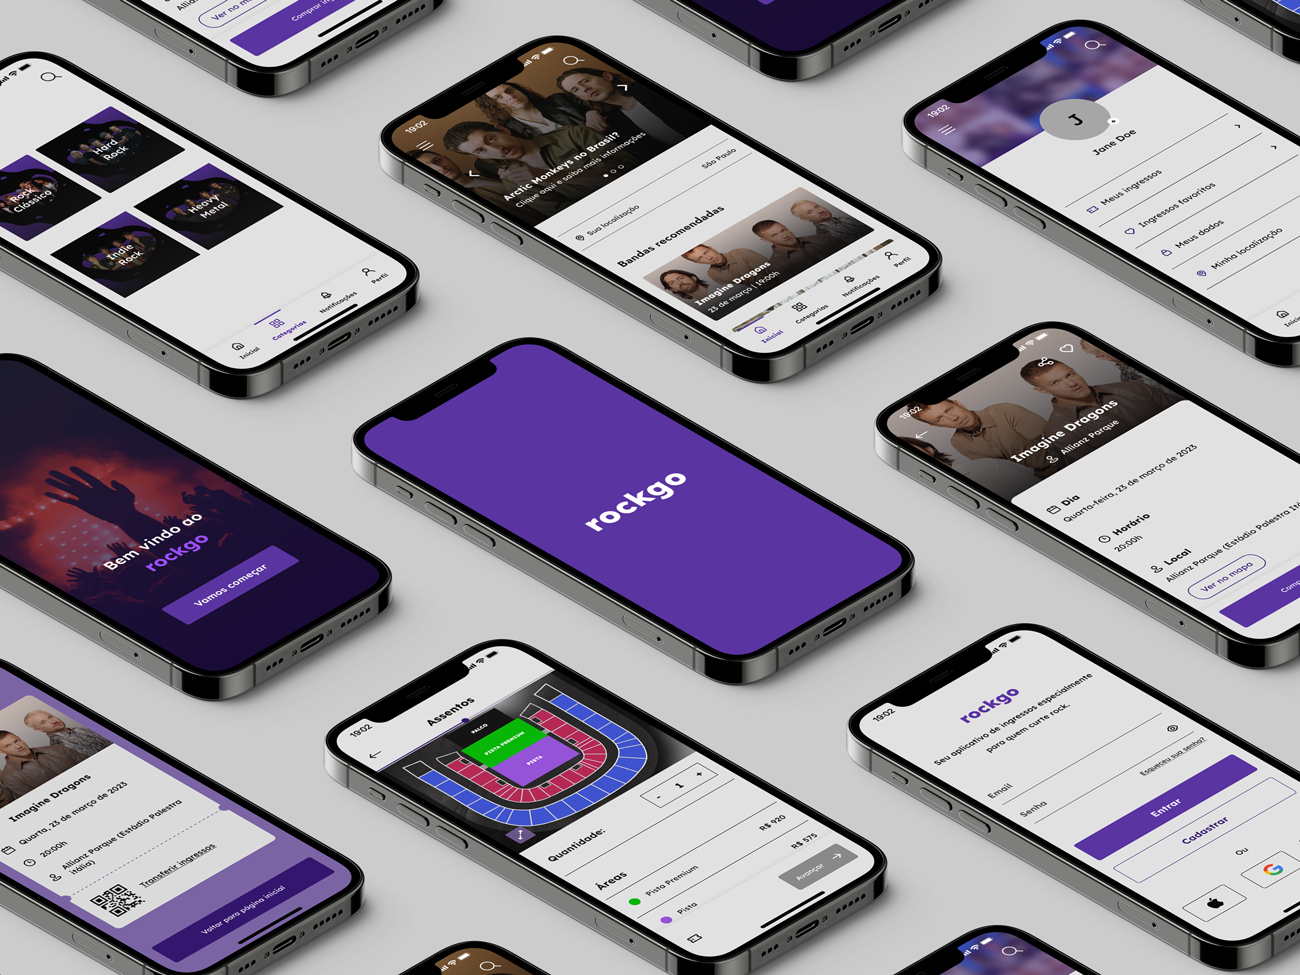 Ver no
Comprar
Hard
Rock
Rock
Clássico
Heavy
Metal
Indie
Rock
Inicial
Categorias
Notificações
Perfil
19:02
Arctic Monkeys no Brasil?
Clique aqui e saiba mais informações
Sua localização
São Paulo
Bandas recomendadas
Imagine Dragons
23 de março | 19:00h
Inicial
Categorias
Notificações
Perfil
19:02
J
Jane Doe
Meus ingressos
Ingressos favoritos
Meus dados
Minha localização
Bem vindo ao
rockgo
Vamos começar
rockgo
19:02
Imagine Dragons
Allianz Parque
Dia
Quarta-feira, 23 de março de 2023
Horário
20:00h
Local
Allianz Parque (Estádio Palestra
Ver no mapa
Imagine Dragons
Quarta, 23 de março de 2023
20:00h
Allianz Parque (Estádio Palestra
Itália)
Transferir ingressos
Voltar para página inicial
19:02
Assentos
PALCO
PISTA PREMIUM
PISTA
Quantidade:
- 1 +
Áreas
Pista Premium
R$ 920
Pista
R$ 575
Avançar
19:02
rockgo
Seu aplicativo de ingressos especialmente
para quem curte rock.
Email
Senha
Esqueceu sua senha?
Entrar
Cadastrar
Ou
G